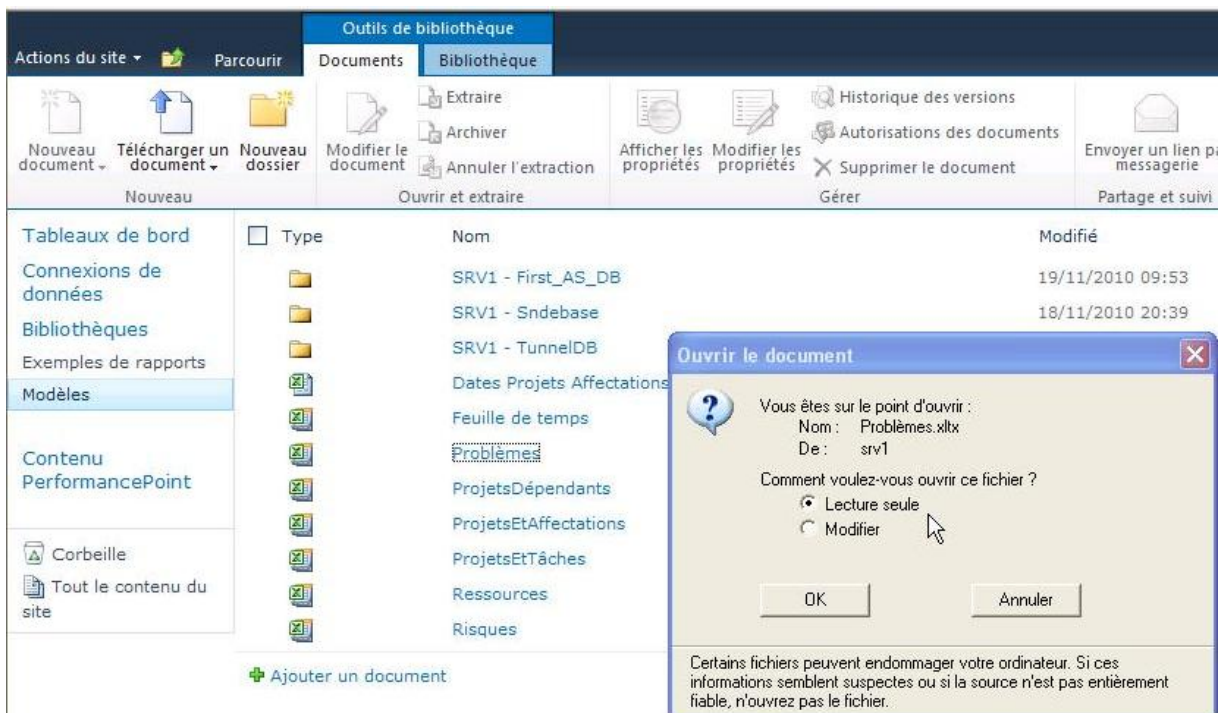 Outils de bibliothèque
Actions du site
Parcourir
Documents
Bibliothèque
Nouveau document
Télécharger un document
Nouveau dossier
Nouveau
Modifier le document
Extraire
Archiver
Annuler l'extraction
Ouvrir et extraire
Afficher les propriétés
Modifier les propriétés
Historique des versions
Autorisations des documents
Supprimer le document
Gérer
Envoyer un lien pa
messagerie
Partage et suivi
Tableaux de bord
Connexions de
données
Bibliothèques
Exemples de rapports
Modèles
Contenu
PerformancePoint
Corbeille
Tout le contenu du
site
Type Nom Modifié
SRV1 - First_AS_DB 19/11/2010 09:53
SRV1 - Sndebase 18/11/2010 20:39
SRV1 - TunnelDB
Dates Projets Affectations
Feuille de temps
Problèmes
ProjetsDépendants
ProjetsEtAffectations
ProjetsEtTâches
Ressources
Risques
Ajouter un document
Ouvrir le document
Vous êtes sur le point d'ouvrir :
Nom : Problèmes.xltx
De : srv1
Comment voulez-vous ouvrir ce fichier ?
Lecture seule
Modifier
OK Annuler
Certains fichiers peuvent endommager votre ordinateur. Si ces
informations semblent suspectes ou si la source n'est pas entièrement
fiable, n'ouvrez pas le fichier.